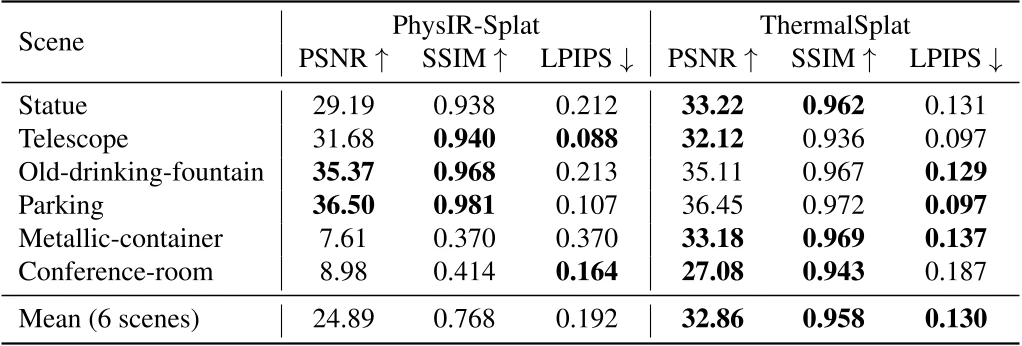 Scene PhysIR-Splat ThermalSplat
PSNR ↑ SSIM ↑ LPIPS ↓ PSNR ↑ SSIM ↑ LPIPS ↓
Statue 29.19 0.938 0.212 33.22 0.962 0.131
Telescope 31.68 0.940 0.088 32.12 0.936 0.097
Old-drinking-fountain 35.37 0.968 0.213 35.11 0.967 0.129
Parking 36.50 0.981 0.107 36.45 0.972 0.097
Metallic-container 7.61 0.370 0.370 33.18 0.969 0.137
Conference-room 8.98 0.414 0.164 27.08 0.943 0.187
Mean (6 scenes) 24.89 0.768 0.192 32.86 0.958 0.130